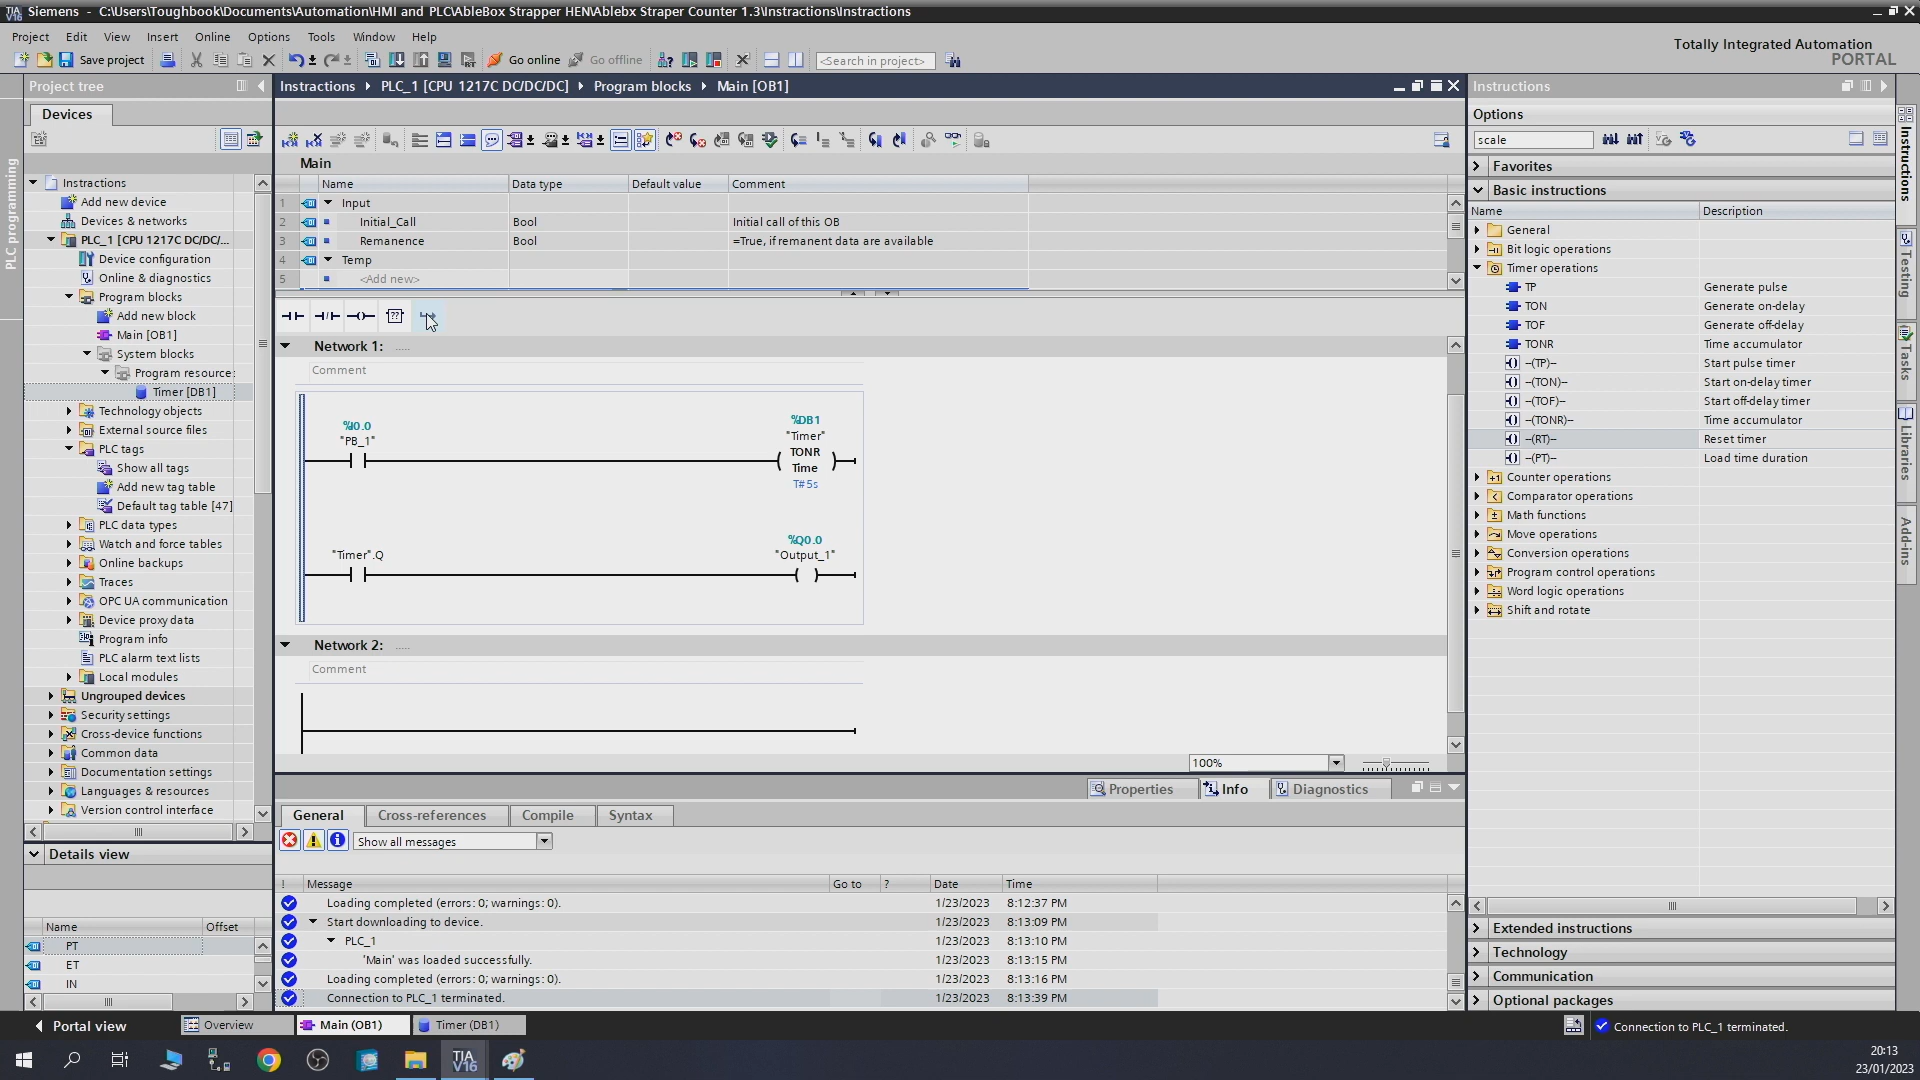 Siemens - C:\Users\Toughbook\Documents\Automation\HMI and PLC\AbleBox Strapper HEN\Ablebx Straper Counter 1.3\Instractions\Instractions
Project Edit View Insert Online Options Tools Window Help
Totally Integrated Automation
PORTAL
Save project
Go online
Go offline
<Search in project>
Project tree
Devices
PLC programming
Instractions
Add new device
Devices & networks
PLC_1 [CPU 1217C DC/DC/...
Device configuration
Online & diagnostics
Program blocks
Add new block
Main [OB1]
System blocks
Program resource:
Timer [DB1]
Technology objects
External source files
PLC tags
Show all tags
Add new tag table
Default tag table [47]
PLC data types
Watch and force tables
Online backups
Traces
OPC UA communication
Device proxy data
Program info
PLC alarm text lists
Local modules
Ungrouped devices
Security settings
Cross-device functions
Common data
Documentation settings
Languages & resources
Version control interface
Details view
Name Offset
PT
ET
IN
Instractions PLC_1 [CPU 1217C DC/DC/DC] Program blocks Main [OB1]
Main
Name Data type Default value Comment
1 Input
2 Initial_Call Bool Initial call of this OB
3 Remanence Bool =True, if remanent data are available
4 Temp
5 <Add new>
??
Network 1: .....
Comment
%I0.0
"PB_1"
%DB1
"Timer"
TONR
Time
T#5s
"Timer".Q
%Q0.0
"Output_1"
Network 2: .....
Comment
100%
Properties Info Diagnostics
General Cross-references Compile Syntax
Show all messages
! Message Go to ? Date Time
Loading completed (errors: 0; warnings: 0). 1/23/2023 8:12:37 PM
Start downloading to device. 1/23/2023 8:13:09 PM
PLC_1 1/23/2023 8:13:10 PM
'Main' was loaded successfully. 1/23/2023 8:13:15 PM
Loading completed (errors: 0; warnings: 0). 1/23/2023 8:13:16 PM
Connection to PLC_1 terminated. 1/23/2023 8:13:39 PM
Instructions
Options
scale
Favorites
Basic instructions
Name Description
General
Bit logic operations
Timer operations
TP Generate pulse
TON Generate on-delay
TOF Generate off-delay
TONR Time accumulator
–(TP)– Start pulse timer
–(TON)– Start on-delay timer
–(TOF)– Start off-delay timer
–(TONR)– Time accumulator
–(RT)– Reset timer
–(PT)– Load time duration
Counter operations
Comparator operations
Math functions
Move operations
Conversion operations
Program control operations
Word logic operations
Shift and rotate
Extended instructions
Technology
Communication
Optional packages
Instructions
Testing
Tasks
Libraries
Add-ins
Portal view
Overview
Main (OB1)
Timer (DB1)
Connection to PLC_1 terminated.
TIA
V16
20:13
23/01/2023